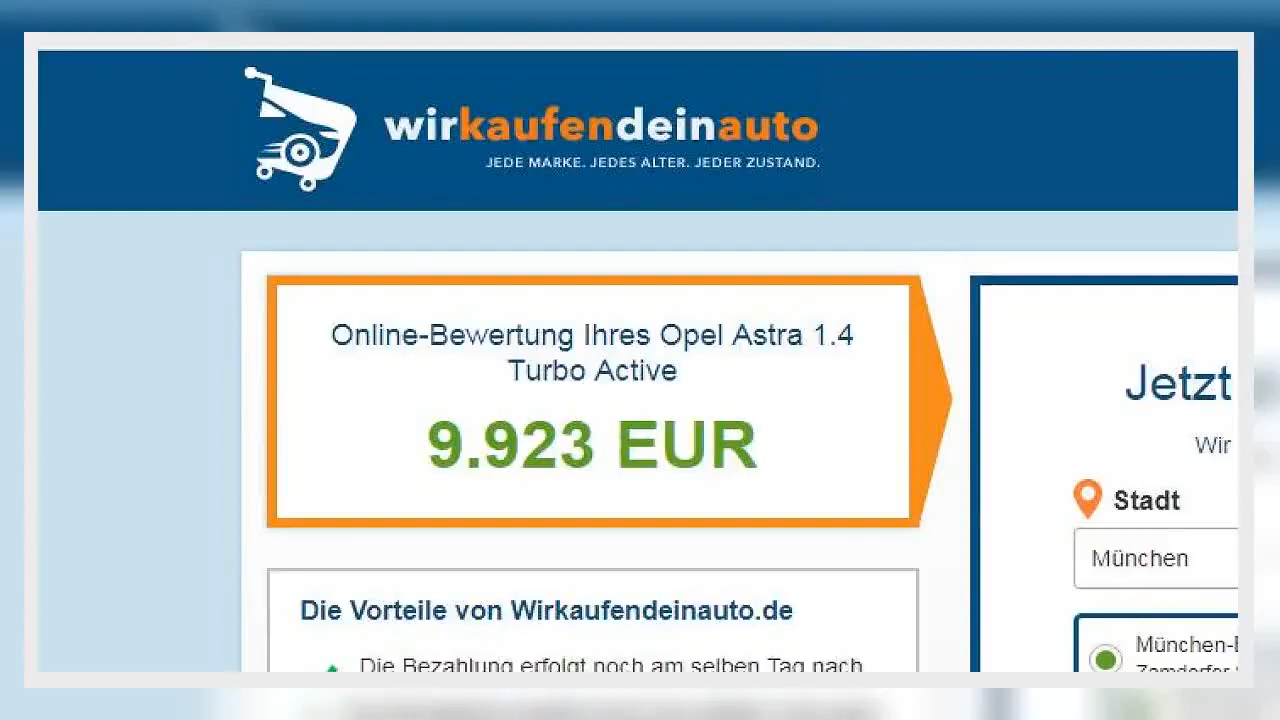 wirkaufendeinauto
JEDE MARKE. JEDES ALTER. JEDER ZUSTAND.
Online-Bewertung Ihres Opel Astra 1.4
Turbo Active
9.923 EUR
Die Vorteile von Wirkaufendeinauto.de
Die Bezahlung erfolgt noch am selben Tag nach
Jetzt
Wir
Stadt
München
München-